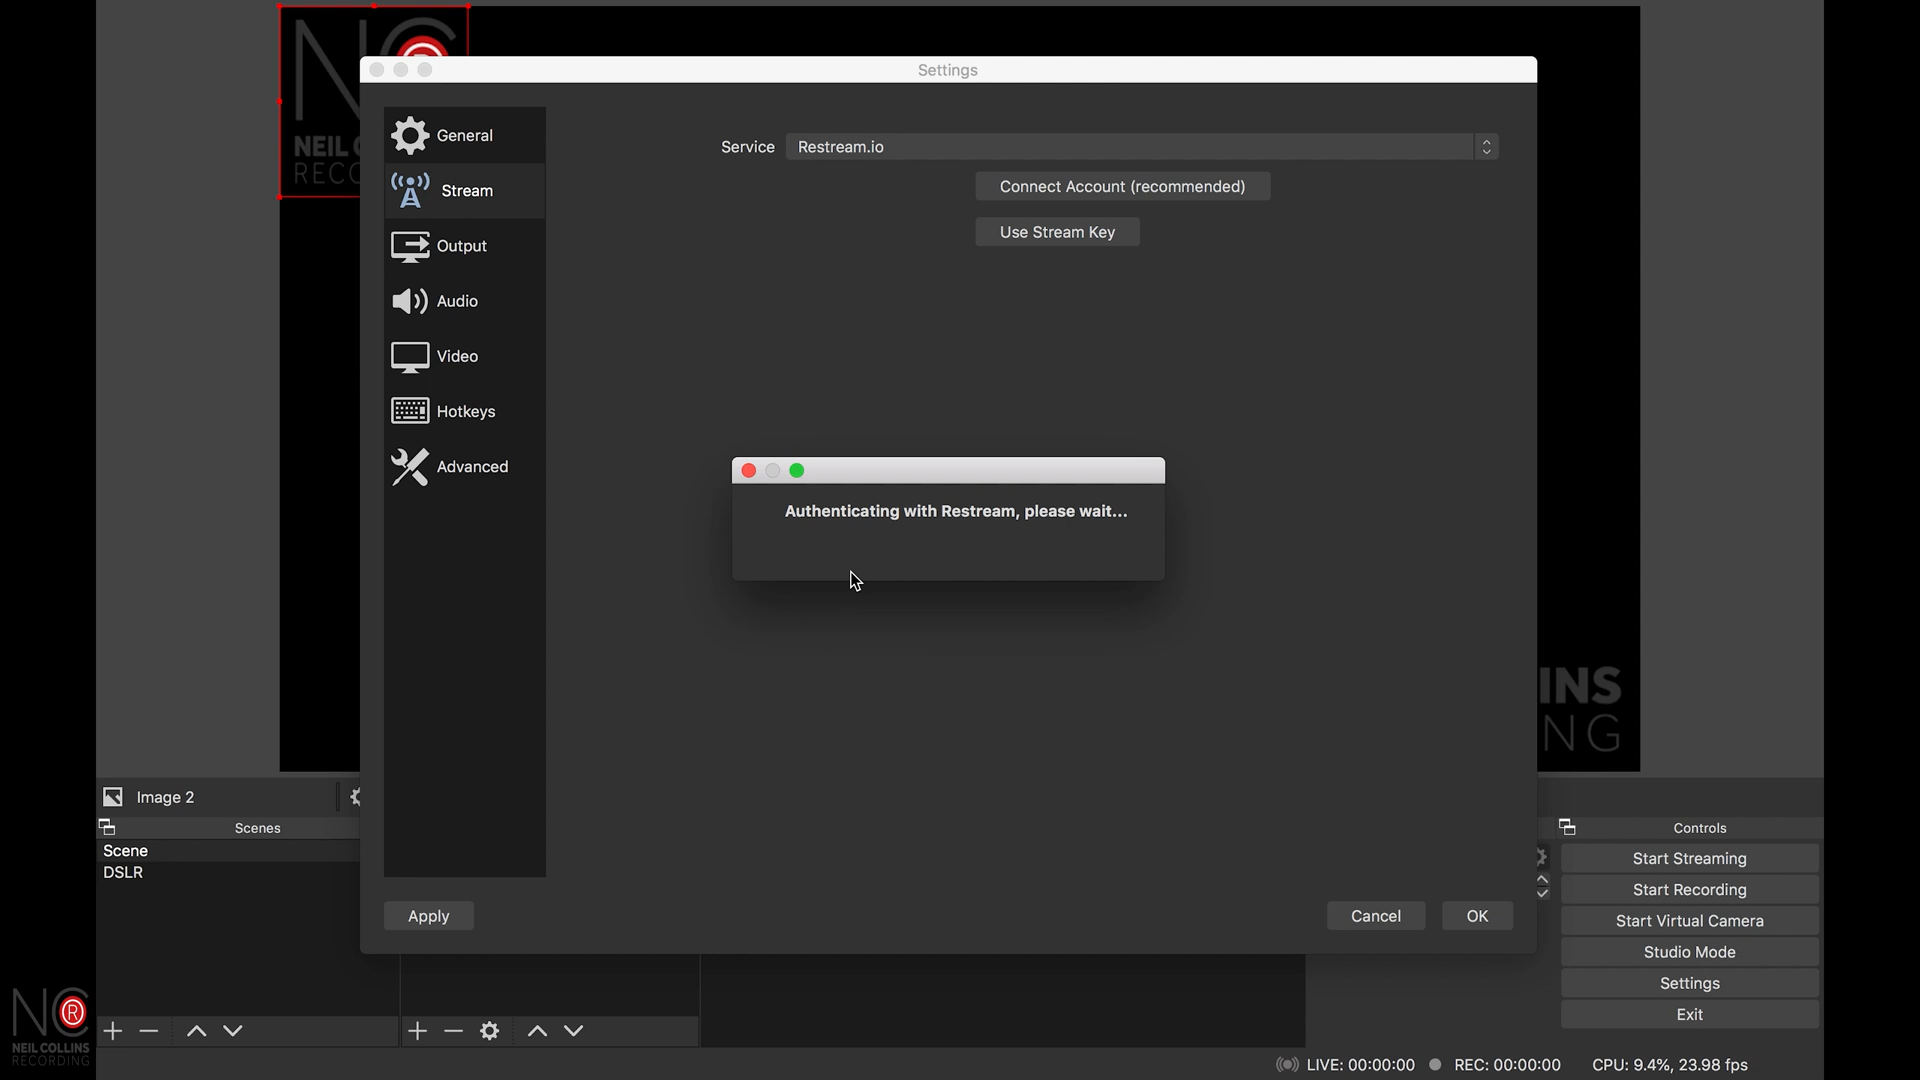 NC
®
NEIL C
RECO
Settings
General
Stream
Output
Audio
Video
Hotkeys
Advanced
Service
Restream.io
Connect Account (recommended)
Use Stream Key
Authenticating with Restream, please wait...
INS
NG
Apply
Cancel
OK
Image 2
Scenes
Scene
DSLR
Controls
Start Streaming
Start Recording
Start Virtual Camera
Studio Mode
Settings
Exit
NC
®
NEIL COLLINS
RECORDING
LIVE: 00:00:00
REC: 00:00:00
CPU: 9.4%, 23.98 fps